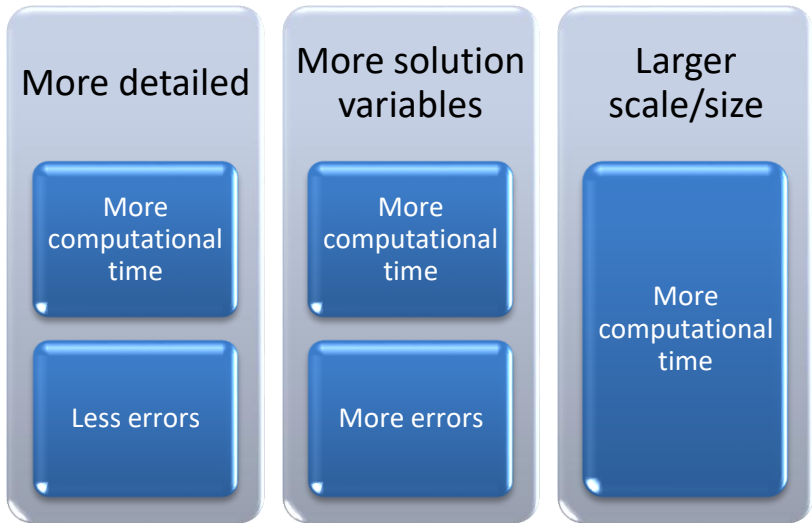 More detailed
More
computational
time
Less errors
More solution
variables
More
computational
time
More errors
Larger
scale/size
More
computational
time